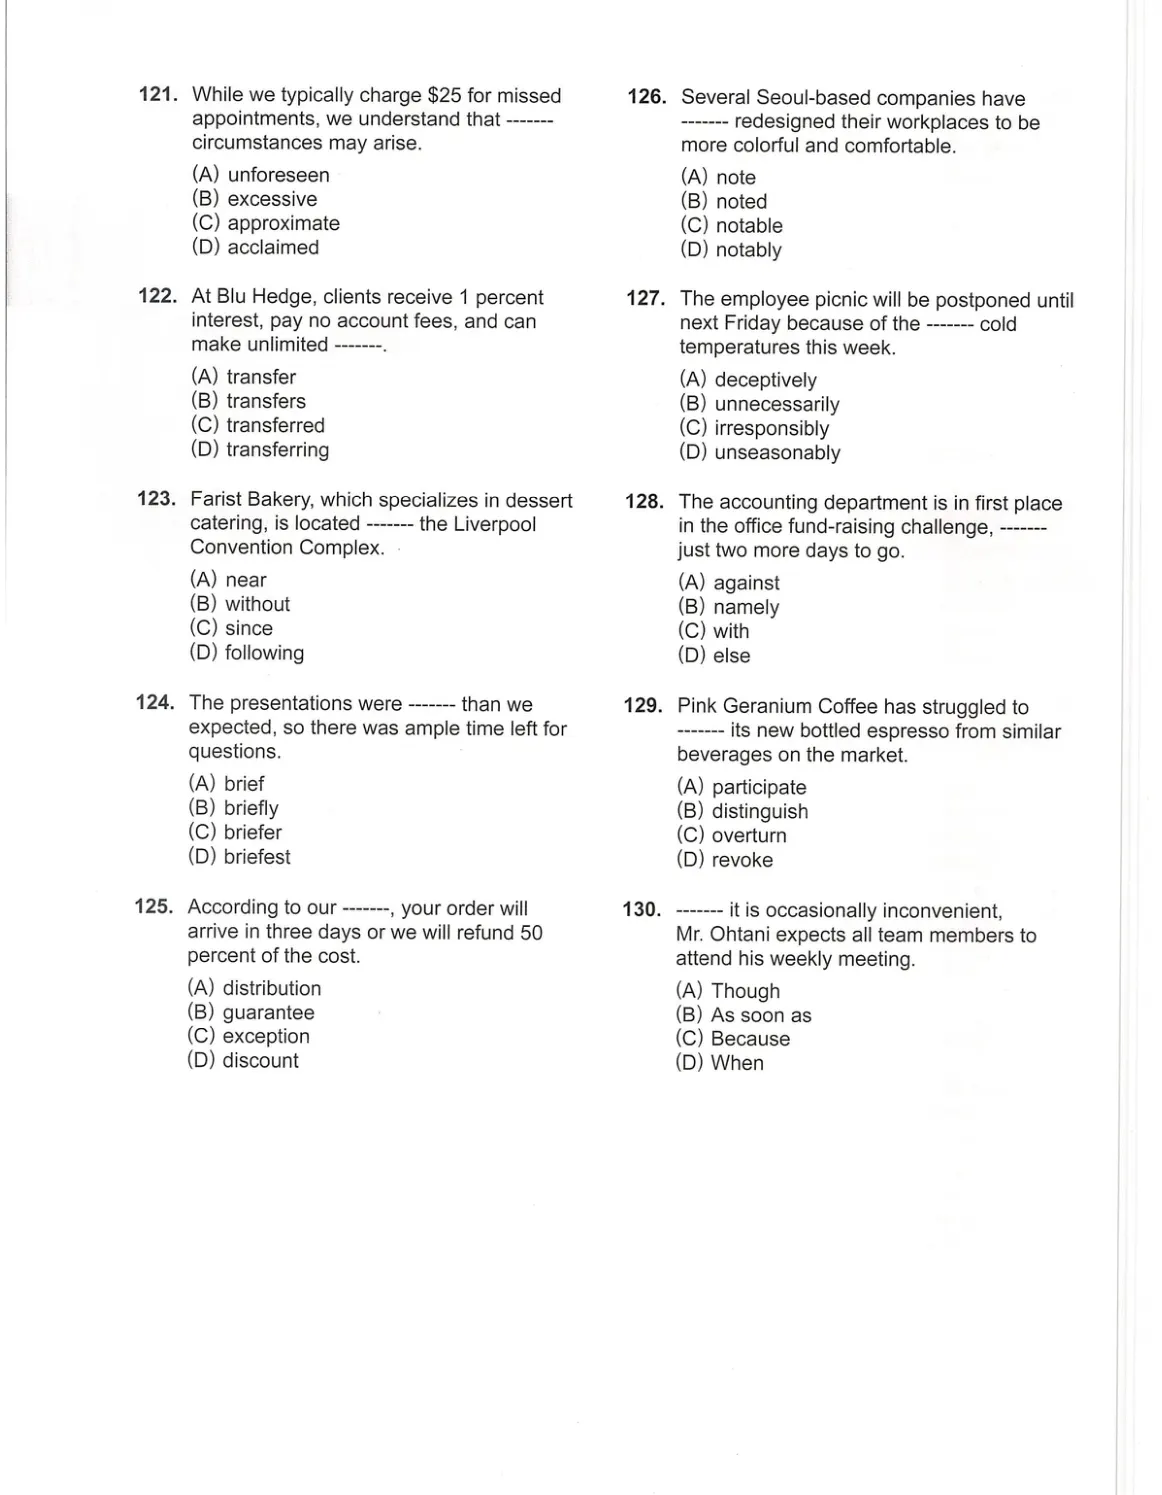 121. While we typically charge $25 for missed
appointments, we understand that -------
circumstances may arise.
(A) unforeseen
(B) excessive
(C) approximate
(D) acclaimed
122. At Blu Hedge, clients receive 1 percent
interest, pay no account fees, and can
make unlimited -------.
(A) transfer
(B) transfers
(C) transferred
(D) transferring
123. Farist Bakery, which specializes in dessert
catering, is located ------- the Liverpool
Convention Complex.
(A) near
(B) without
(C) since
(D) following
124. The presentations were ------- than we
expected, so there was ample time left for
questions.
(A) brief
(B) briefly
(C) briefer
(D) briefest
125. According to our -------, your order will
arrive in three days or we will refund 50
percent of the cost.
(A) distribution
(B) guarantee
(C) exception
(D) discount
126. Several Seoul-based companies have
------- redesigned their workplaces to be
more colorful and comfortable.
(A) note
(B) noted
(C) notable
(D) notably
127. The employee picnic will be postponed until
next Friday because of the ------- cold
temperatures this week.
(A) deceptively
(B) unnecessarily
(C) irresponsibly
(D) unseasonably
128. The accounting department is in first place
in the office fund-raising challenge, -------
just two more days to go.
(A) against
(B) namely
(C) with
(D) else
129. Pink Geranium Coffee has struggled to
------- its new bottled espresso from similar
beverages on the market.
(A) participate
(B) distinguish
(C) overturn
(D) revoke
130. ------- it is occasionally inconvenient,
Mr. Ohtani expects all team members to
attend his weekly meeting.
(A) Though
(B) As soon as
(C) Because
(D) When